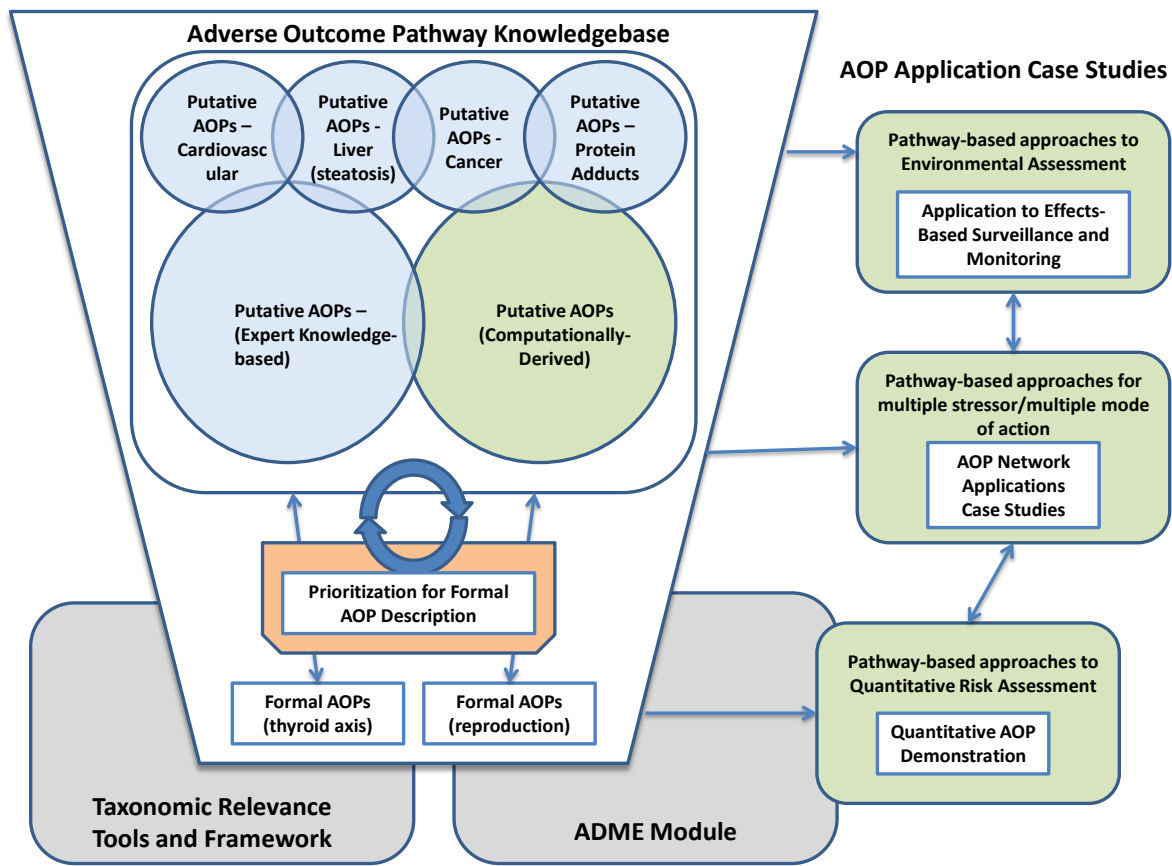 Adverse Outcome Pathway Knowledgebase
Putative
AOPs –
Cardiovasc
ular
Putative
AOPs -
Liver
(steatosis)
Putative
AOPs -
Cancer
Putative
AOPs –
Protein
Adducts
Putative AOPs –
(Expert Knowledge-
based)
Putative AOPs
(Computationally-
Derived)
Prioritization for Formal
AOP Description
Formal AOPs
(thyroid axis)
Formal AOPs
(reproduction)
Taxonomic Relevance
Tools and Framework
ADME Module
AOP Application Case Studies
Pathway-based approaches to
Environmental Assessment
Application to Effects-
Based Surveillance and
Monitoring
Pathway-based approaches for
multiple stressor/multiple mode
of action
AOP Network
Applications
Case Studies
Pathway-based approaches to
Quantitative Risk Assessment
Quantitative AOP
Demonstration